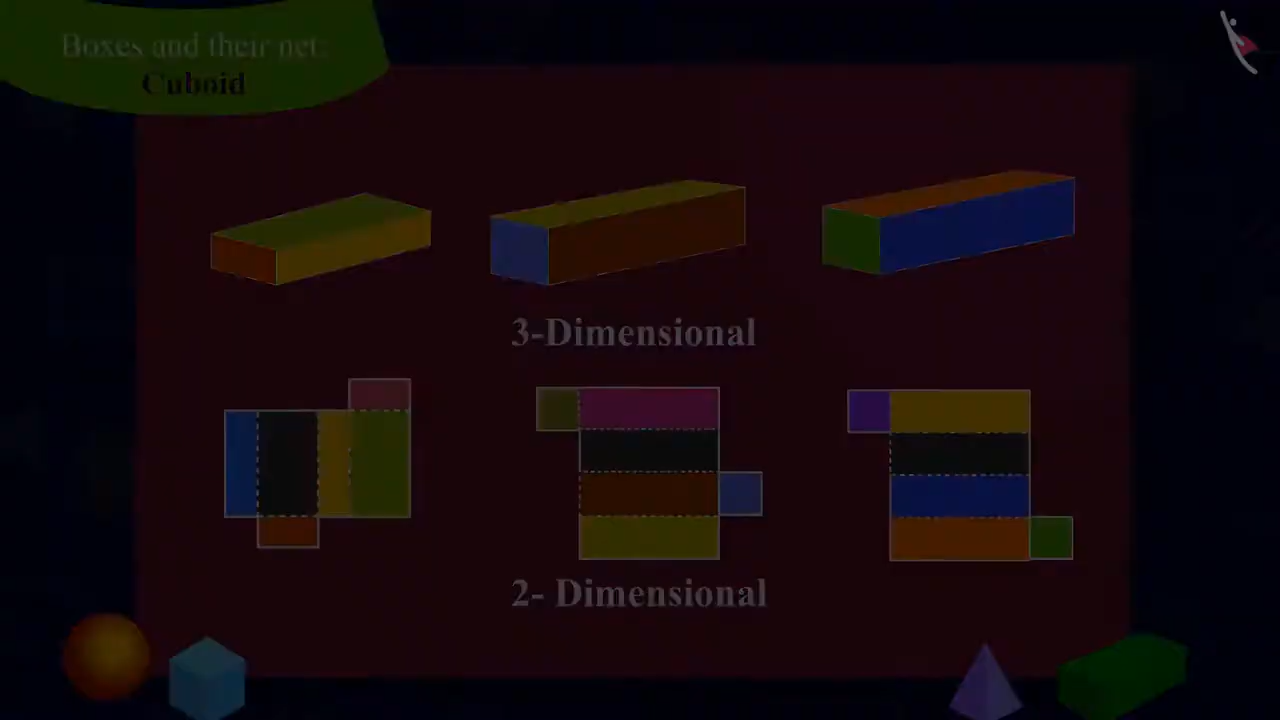 Boxes and their net:
Cuboid
3-Dimensional
2- Dimensional